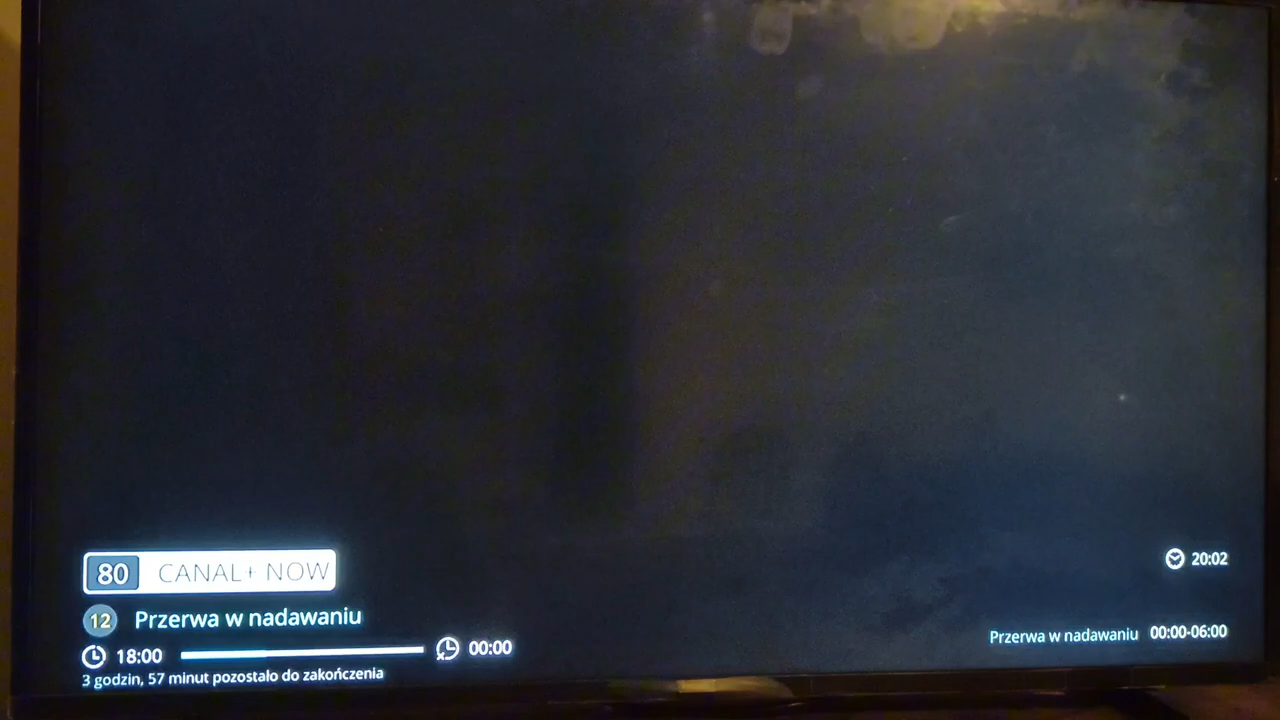 80 CANAL+ NOW
20:02
12 Przerwa w nadawaniu
Przerwa w nadawaniu 00:00-06:00
18:00 00:00
3 godzin, 57 minut pozostało do zakończenia